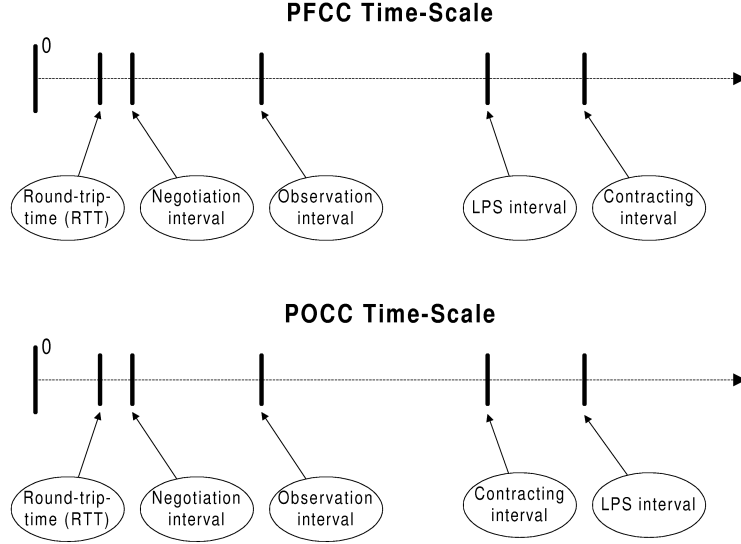 PFCC Time-Scale
0
Round-trip-
time (RTT)
Negotiation
interval
Observation
interval
LPS interval
Contracting
interval
POCC Time-Scale
0
Round-trip-
time (RTT)
Negotiation
interval
Observation
interval
Contracting
interval
LPS interval